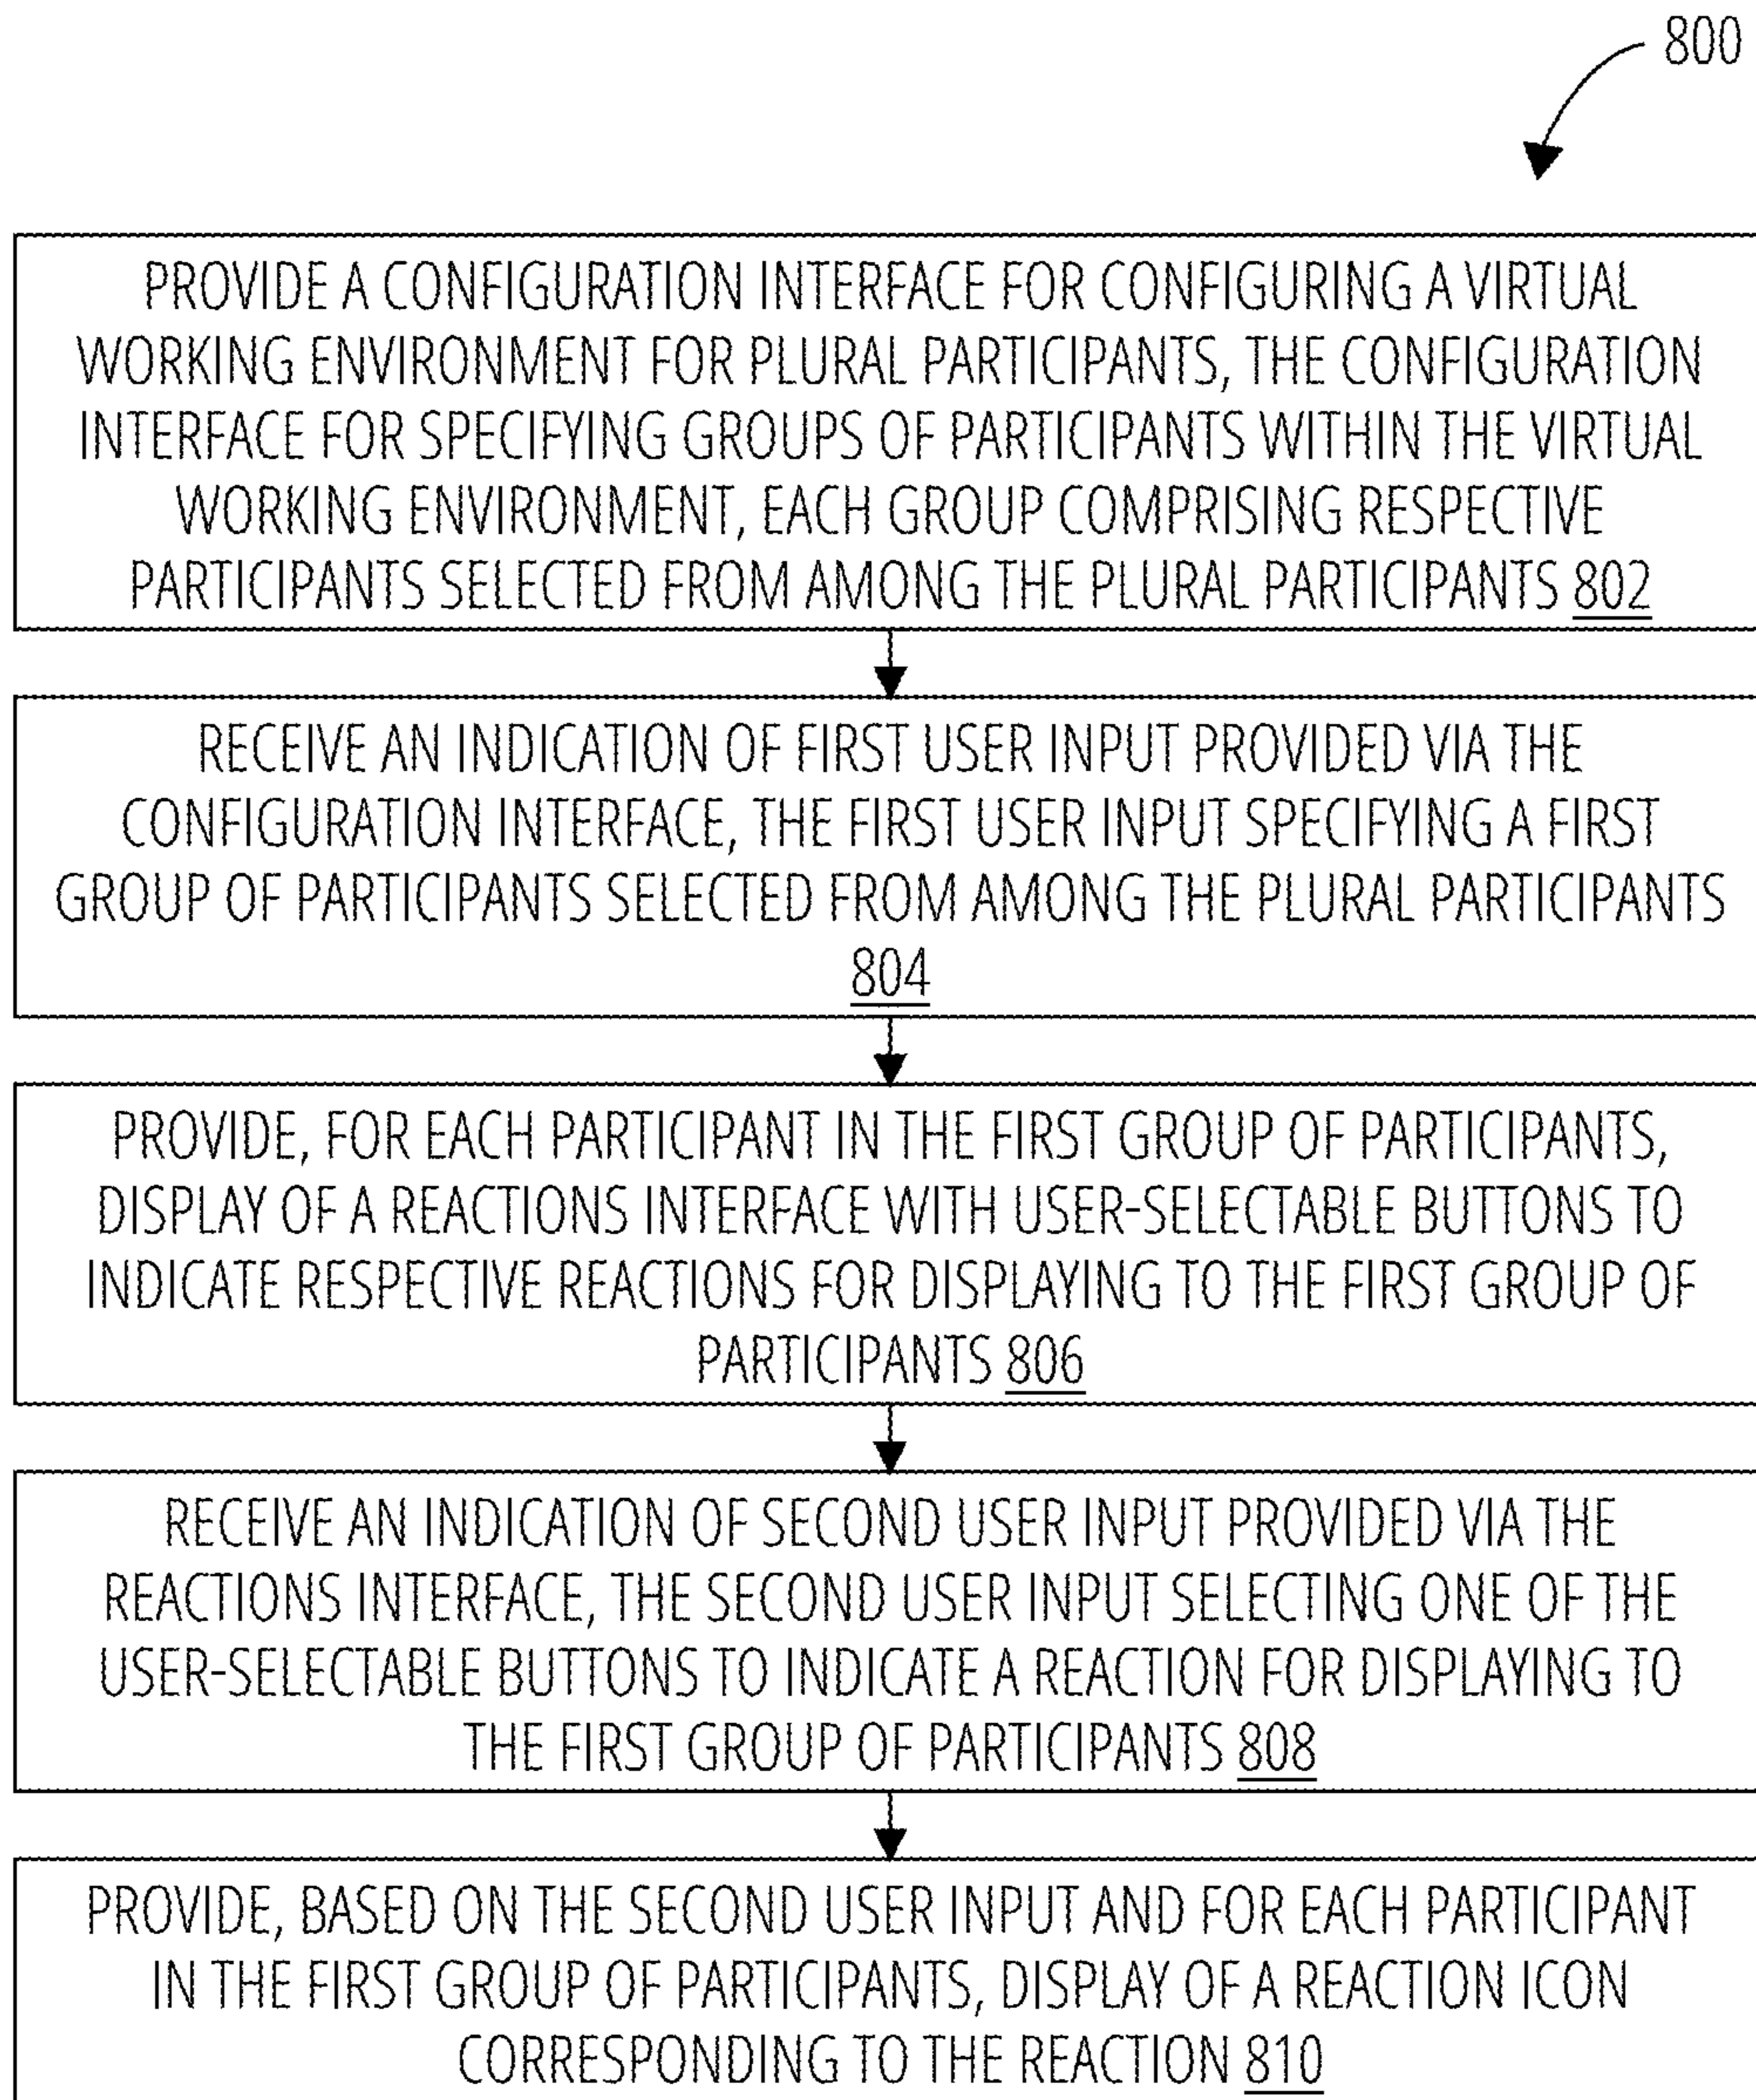 800
PROVIDE A CONFIGURATION INTERFACE FOR CONFIGURING A VIRTUAL
WORKING ENVIRONMENT FOR PLURAL PARTICIPANTS, THE CONFIGURATION
INTERFACE FOR SPECIFYING GROUPS OF PARTICIPANTS WITHIN THE VIRTUAL
WORKING ENVIRONMENT, EACH GROUP COMPRISING RESPECTIVE
PARTICIPANTS SELECTED FROM AMONG THE PLURAL PARTICIPANTS 802
RECEIVE AN INDICATION OF FIRST USER INPUT PROVIDED VIA THE
CONFIGURATION INTERFACE, THE FIRST USER INPUT SPECIFYING A FIRST
GROUP OF PARTICIPANTS SELECTED FROM AMONG THE PLURAL PARTICIPANTS
804
PROVIDE, FOR EACH PARTICIPANT IN THE FIRST GROUP OF PARTICIPANTS,
DISPLAY OF A REACTIONS INTERFACE WITH USER-SELECTABLE BUTTONS TO
INDICATE RESPECTIVE REACTIONS FOR DISPLAYING TO THE FIRST GROUP OF
PARTICIPANTS 806
RECEIVE AN INDICATION OF SECOND USER INPUT PROVIDED VIA THE
REACTIONS INTERFACE, THE SECOND USER INPUT SELECTING ONE OF THE
USER-SELECTABLE BUTTONS TO INDICATE A REACTION FOR DISPLAYING TO
THE FIRST GROUP OF PARTICIPANTS 808
PROVIDE, BASED ON THE SECOND USER INPUT AND FOR EACH PARTICIPANT
IN THE FIRST GROUP OF PARTICIPANTS, DISPLAY OF A REACTION ICON
CORRESPONDING TO THE REACTION 810